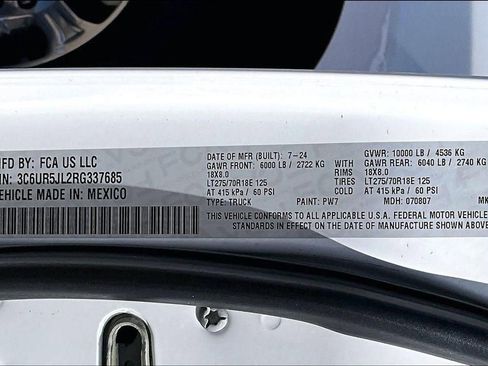 MFD BY: FCA US LLC
DATE OF MFR (BUILT): 7-24
GVWR: 10000 LB / 4536 KG
GAWR FRONT: 6000 LB / 2722 KG
GAWR REAR: 6040 LB / 2740 KG
18X8.0 RIMS 18X8.0
LT275/70R18E 125 TIRES LT275/70R18E 125
AT 415 kPa / 60 PSI AT 415 kPa / 60 PSI
IN: 3C6UR5JL2RG337685
VEHICLE MADE IN: MEXICO
TYPE: TRUCK PAINT: PW7 MDH: 070807 MK
THIS VEHICLE CONFORMS TO ALL APPLICABLE U.S.A. FEDERAL MOTOR VEHICLE
STANDARDS IN EFFECT ON THE DATE OF MANUFACTURE SHOWN ABOVE